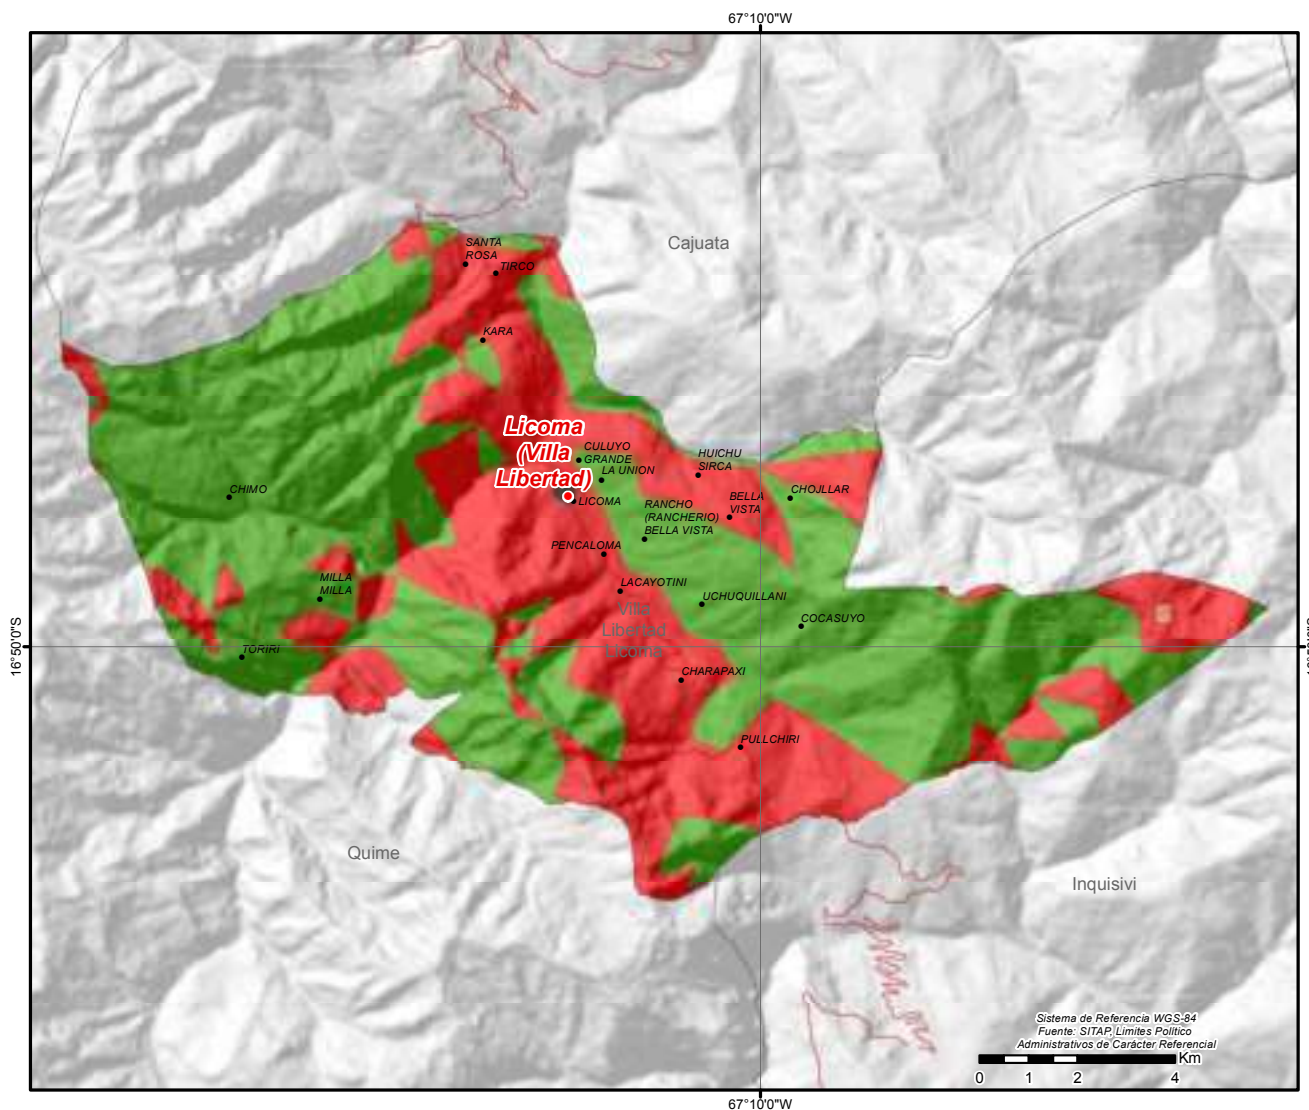 67°10'0"W
Cajuata
SANTA
ROSA
TIRCO
KARA
Licoma
(Villa
Libertad)
CULUYO
GRANDE
LA UNION
LICOMA
HUICHU
SIRCA
BELLA
VISTA
CHOJLLAR
RANCHO
(RANCHERIO)
BELLA VISTA
CHIMO
PENCALOMA
MILLA
MILLA
LACAYOTINI
UCHUQUILLANI
Villa
Libertad
Licoma
COCASUYO
16°50'0"S
TORIRI
CHARAPAXI
PULLCHIRI
Quime
Inquisivi
Sistema de Referencia WGS-84
Fuente: SITAP, Limites Político
Administrativos de Carácter Referencial
Km
0 1 2 4
67°10'0"W